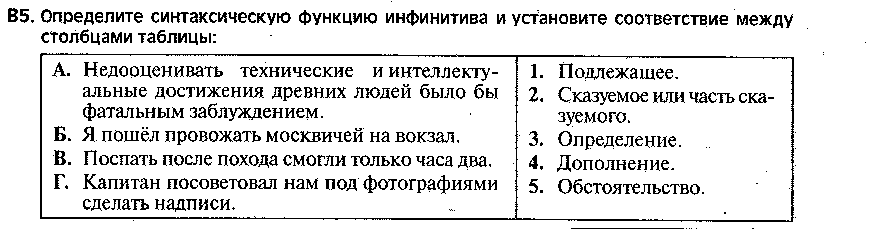 В5. Определите синтаксическую функцию инфинитива и установите соответствие между
столбцами таблицы:
А. Недооценивать технические и интеллекту-
альные достижения древних людей было бы
фатальным заблуждением.
Б. Я пошёл провожать москвичей на вокзал.
В. Поспать после похода смогли только часа два.
Г. Капитан посоветовал нам под фотографиями
сделать надписи.
1. Подлежащее.
2. Сказуемое или часть ска-
зуемого.
3. Определение.
4. Дополнение.
5. Обстоятельство.